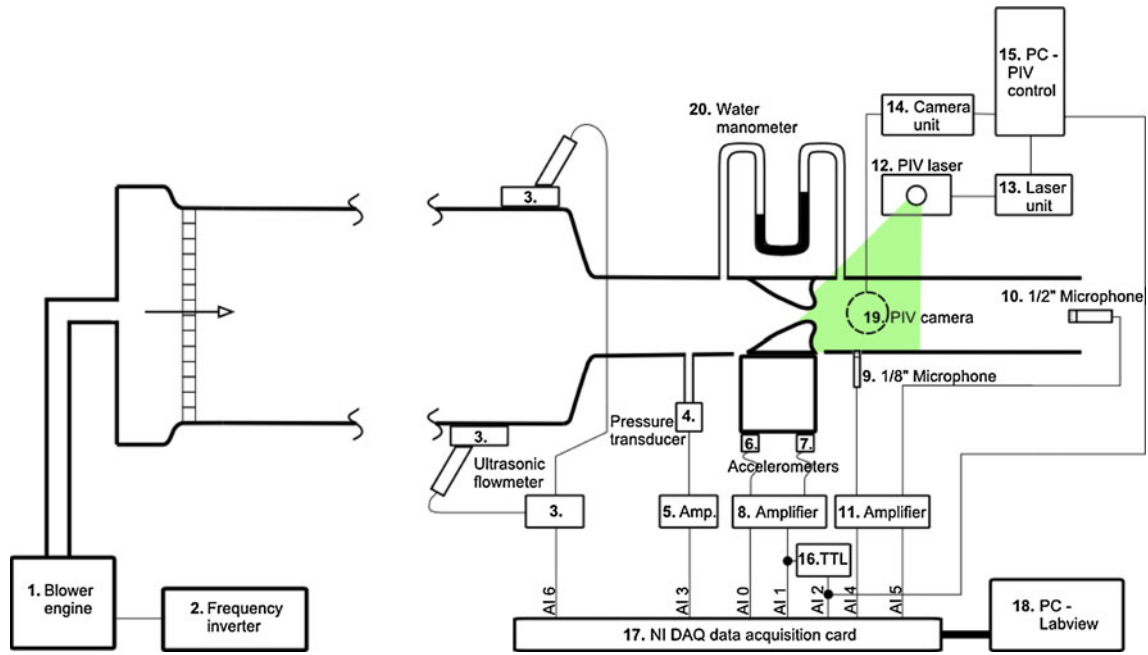 15. PC -
PIV
control
14. Camera
unit
20. Water
manometer
12. PIV laser
13. Laser
unit
3.
10. 1/2" Microphone
19. PIV camera
9. 1/8" Microphone
4.
Pressure
transducer
3.
6.
7.
Ultrasonic
flowmeter
Accelerometers
3.
5. Amp.
8. Amplifier
11. Amplifier
16.TTL
1. Blower
engine
2. Frequency
inverter
AI 6
AI 3
AI 0
AI 1
AI 2
AI 4
AI 5
17. NI DAQ data acquisition card
18. PC -
Labview